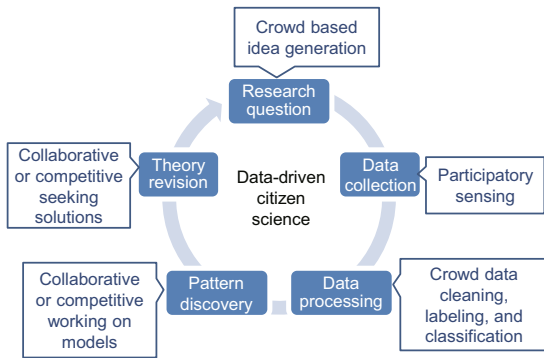 Crowd based
idea generation
Research
question
Data
collection
Participatory
sensing
Data
processing
Crowd data
cleaning,
labeling, and
classification
Pattern
discovery
Collaborative
or competitive
working on
models
Theory
revision
Collaborative
or competitive
seeking
solutions
Data-driven
citizen
science